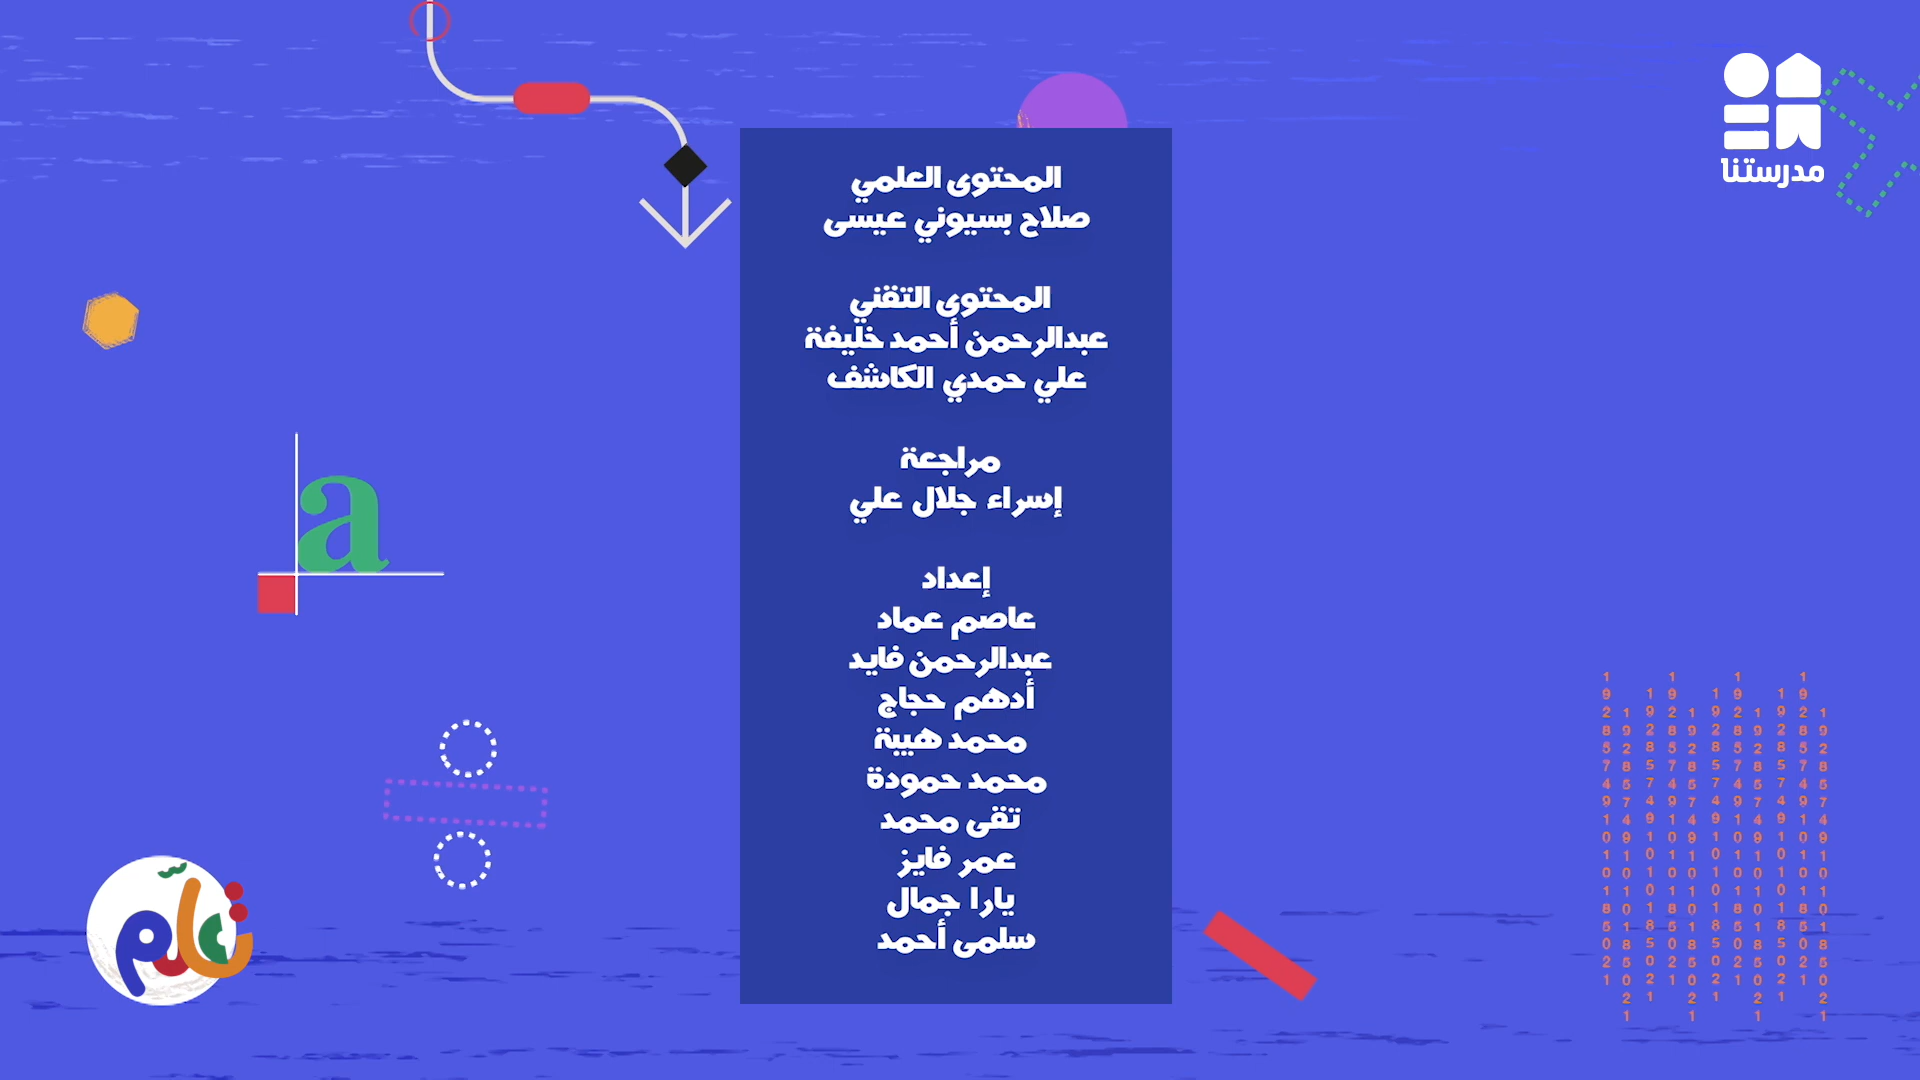 مدرستنا
المحتوى العلمي
صلاح بسيوني عيسى
المحتوى التقني
عبدالرحمن أحمد خليفة
علي حمدي الكاشف
مراجعة
إسراء جلال علي
إعداد
عاصم عماد
عبدالرحمن فايد
أدهم حجاج
محمد هيبة
محمد حمودة
تقى محمد
عمر فايز
يارا جمال
سلمى أحمد
a
تعلّم